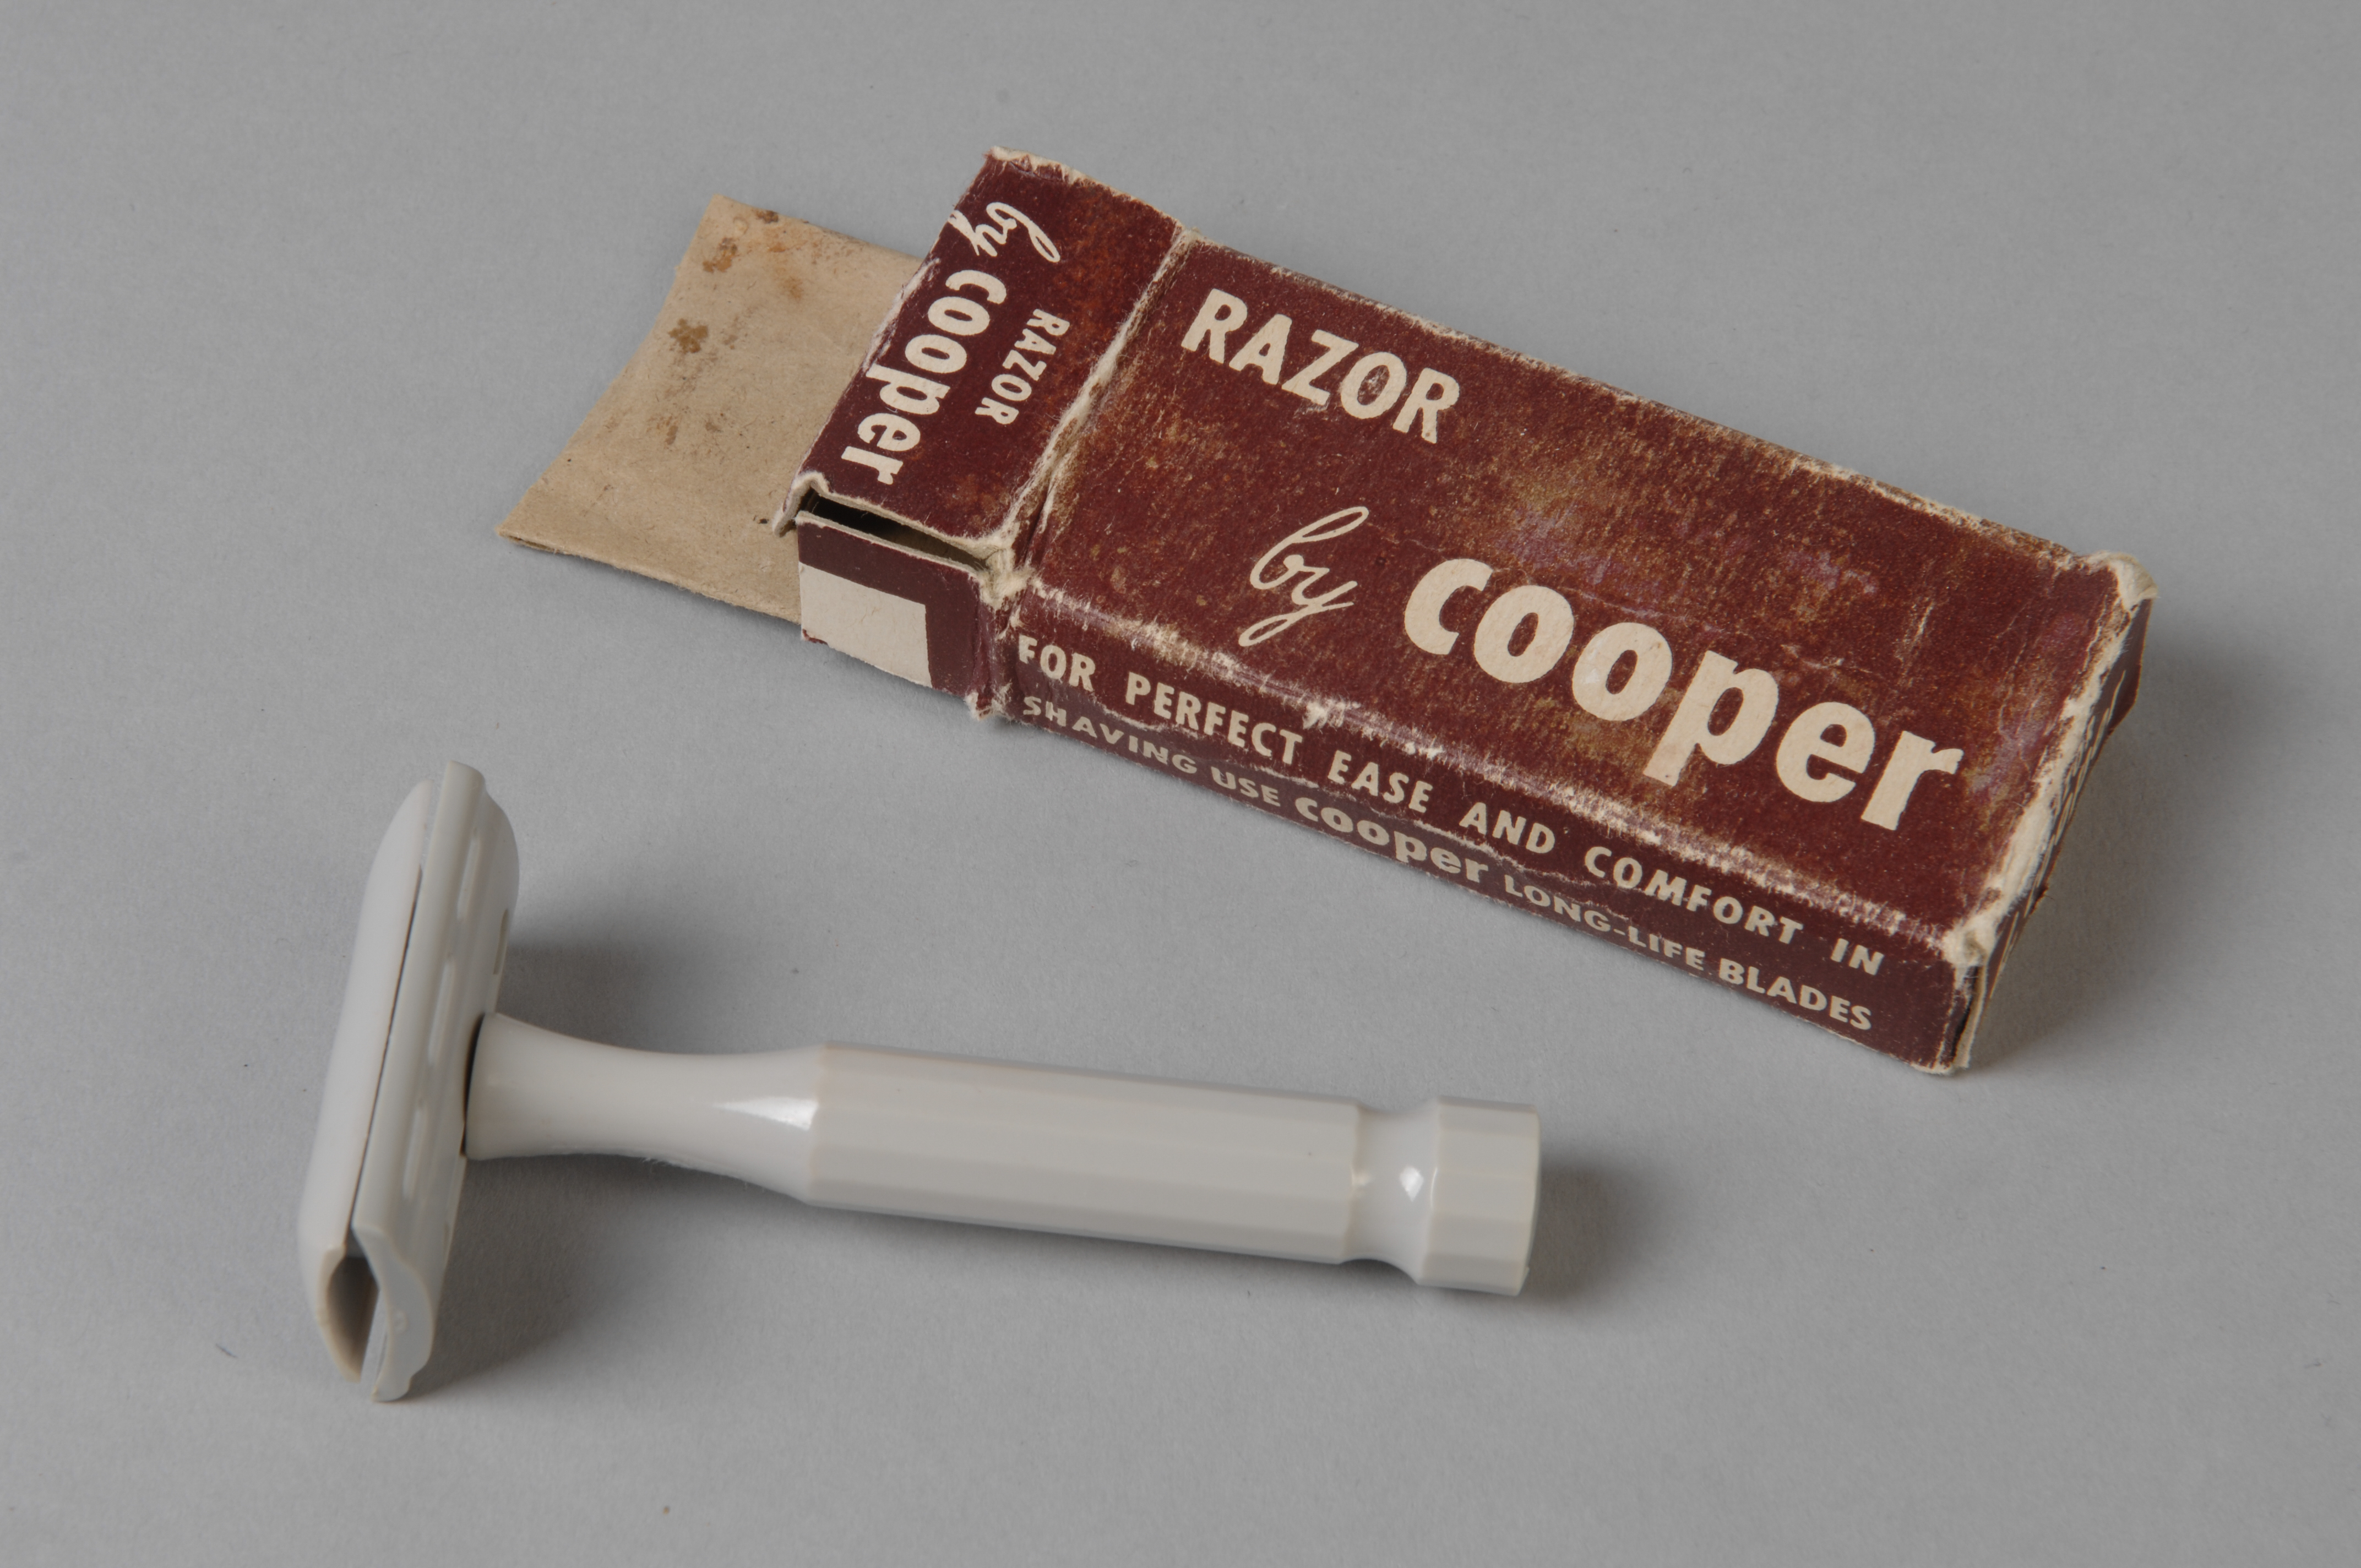 RAZOR
by cooper
RAZOR
by cooper
FOR PERFECT EASE AND COMFORT IN
SHAVING USE cooper LONG-LIFE BLADES